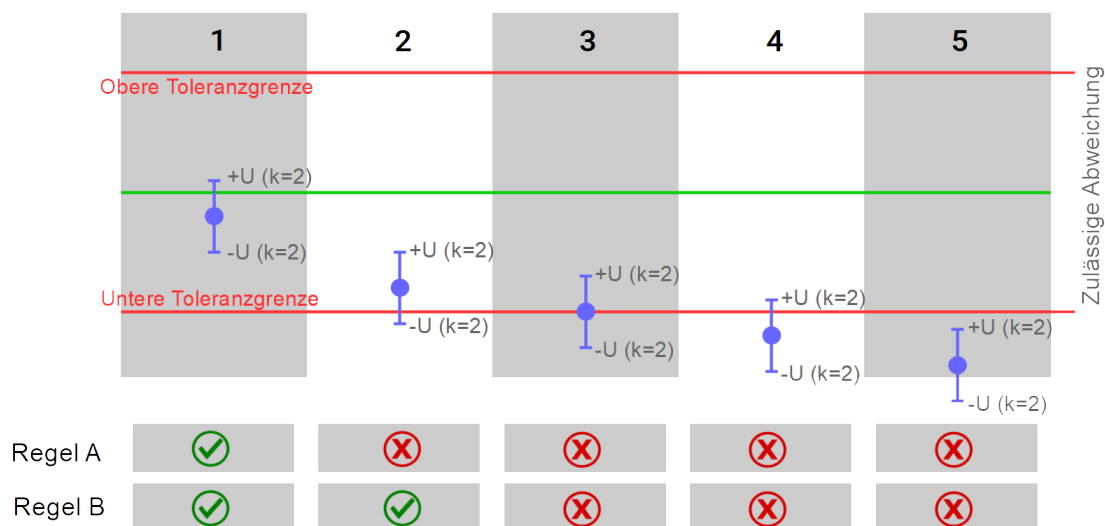 1 2 3 4 5
Obere Toleranzgrenze
Zulässige Abweichung
+U (k=2)
-U (k=2)
+U (k=2)
-U (k=2)
+U (k=2)
-U (k=2)
+U (k=2)
-U (k=2)
+U (k=2)
-U (k=2)
Untere Toleranzgrenze
Regel A
Regel B